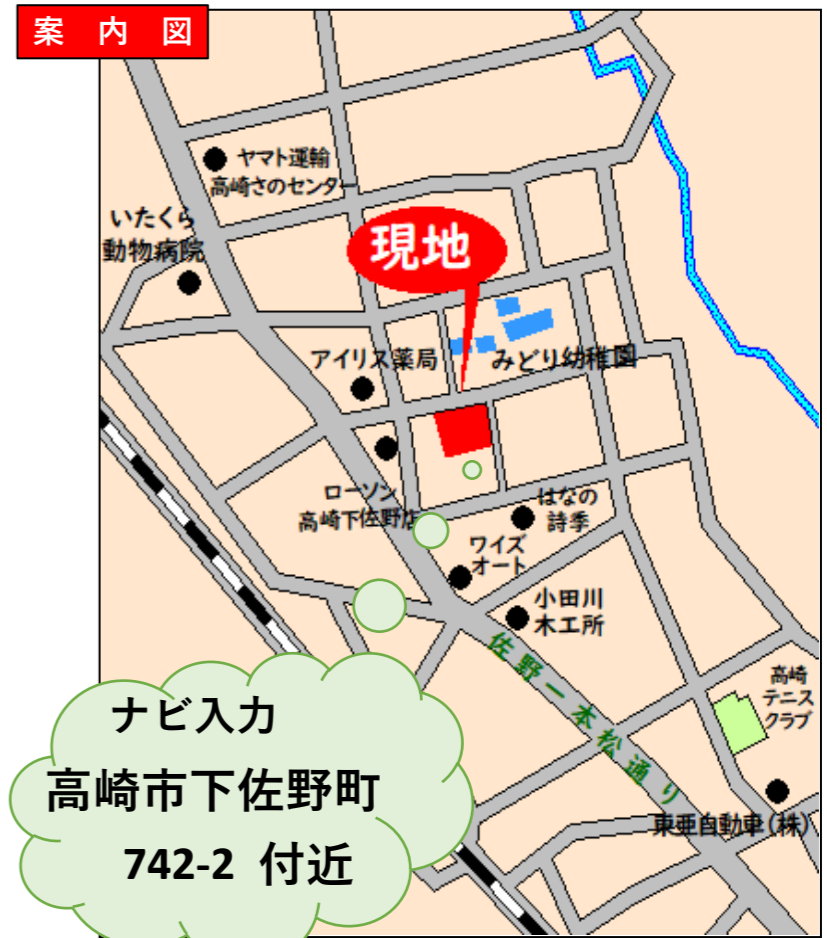 案 内 図
ヤマト運輸
高崎さのセンター
いたくら
動物病院
現地
アイリス薬局
みどり幼稚園
ローソン
高崎下佐野店
はなの
詩季
ワイズ
オート
小田川
木工所
佐野一本松通り
高崎
テニス
クラブ
東亜自動車(株)
ナビ入力
高崎市下佐野町
742-2 付近